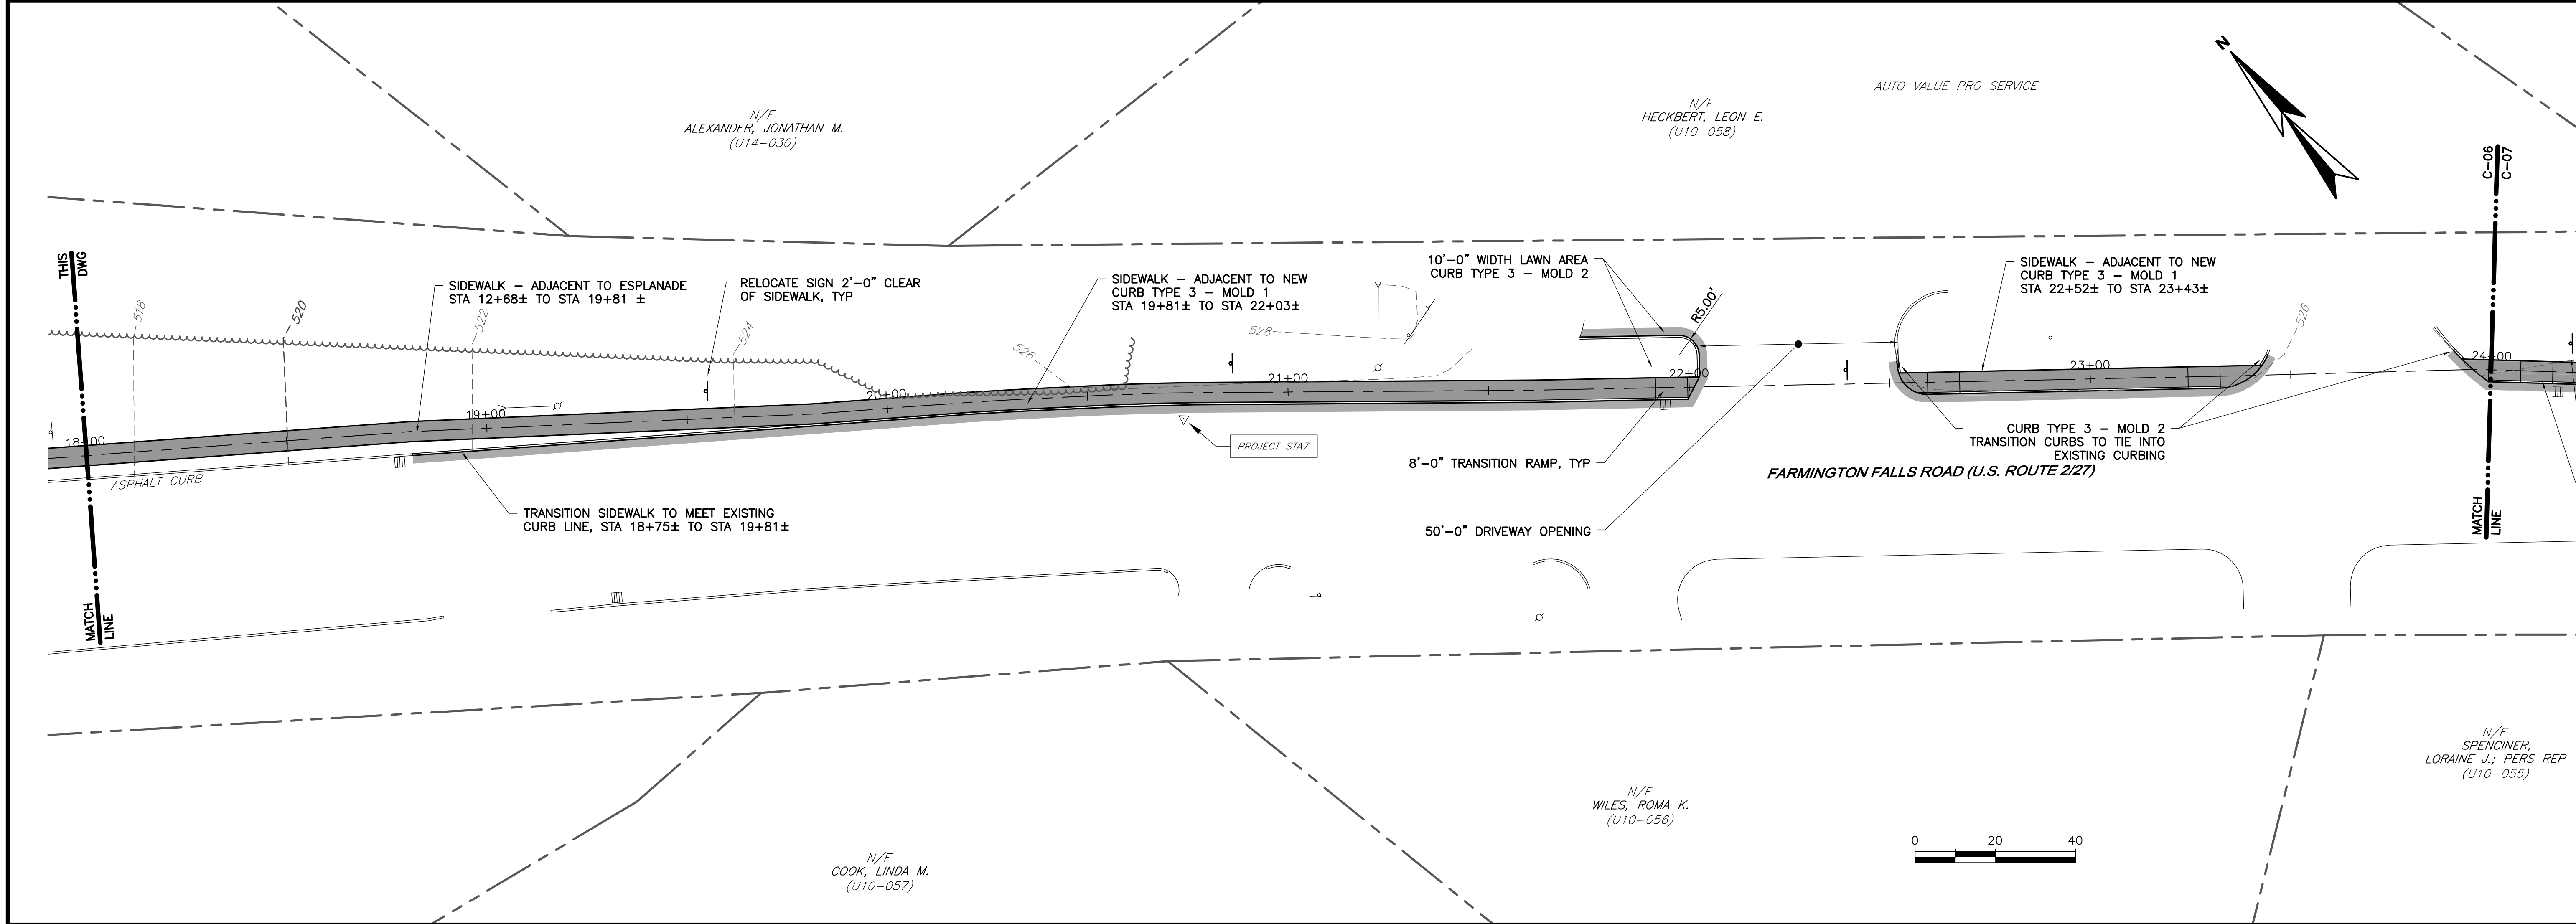 N/F
ALEXANDER, JONATHAN M.
(U14-030)
N/F
HECKBERT, LEON E.
(U10-058)
AUTO VALUE PRO SERVICE
N
C-06
C-07
THIS
DWG
518
520
522
SIDEWALK – ADJACENT TO ESPLANADE
STA 12+68± TO STA 19+81 ±
RELOCATE SIGN 2'-0" CLEAR
OF SIDEWALK, TYP
524
526
SIDEWALK – ADJACENT TO NEW
CURB TYPE 3 – MOLD 1
STA 19+81± TO STA 22+03±
528
10'-0" WIDTH LAWN AREA
CURB TYPE 3 – MOLD 2
R5.00'
SIDEWALK – ADJACENT TO NEW
CURB TYPE 3 – MOLD 1
STA 22+52± TO STA 23+43±
526
18+00
19+00
20+00
21+00
22+00
23+00
24+00
ASPHALT CURB
TRANSITION SIDEWALK TO MEET EXISTING
CURB LINE, STA 18+75± TO STA 19+81±
PROJECT STA7
8'-0" TRANSITION RAMP, TYP
50'-0" DRIVEWAY OPENING
CURB TYPE 3 – MOLD 2
TRANSITION CURBS TO TIE INTO
EXISTING CURBING
FARMINGTON FALLS ROAD (U.S. ROUTE 2/27)
MATCH
LINE
MATCH
LINE
N/F
COOK, LINDA M.
(U10-057)
N/F
WILES, ROMA K.
(U10-056)
N/F
SPENCINER,
LORAINE J.; PERS REP
(U10-055)
0 20 40